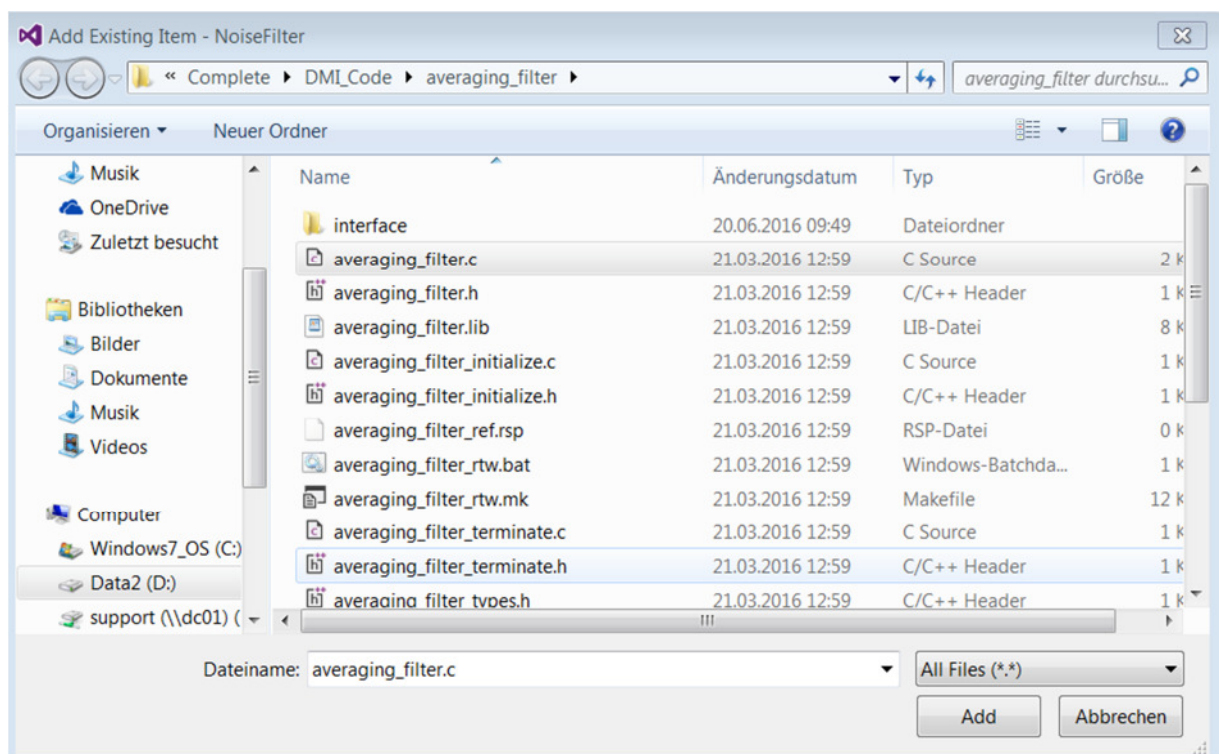 Add Existing Item - NoiseFilter
« Complete DMI_Code averaging_filter averaging_filter durchsu...
Organisieren Neuer Ordner
Musik
OneDrive
Zuletzt besucht
Bibliotheken
Bilder
Dokumente
Musik
Videos
Computer
Windows7_OS (C:)
Data2 (D:)
support (\\dc01) (
Name Änderungsdatum Typ Größe
interface 20.06.2016 09:49 Dateiordner
averaging_filter.c 21.03.2016 12:59 C Source 2 K
averaging_filter.h 21.03.2016 12:59 C/C++ Header 1 K
averaging_filter.lib 21.03.2016 12:59 LIB-Datei 8 K
averaging_filter_initialize.c 21.03.2016 12:59 C Source 1 K
averaging_filter_initialize.h 21.03.2016 12:59 C/C++ Header 1 K
averaging_filter_ref.rsp 21.03.2016 12:59 RSP-Datei 0 K
averaging_filter_rtw.bat 21.03.2016 12:59 Windows-Batchda... 1 K
averaging_filter_rtw.mk 21.03.2016 12:59 Makefile 12 K
averaging_filter_terminate.c 21.03.2016 12:59 C Source 1 K
averaging_filter_terminate.h 21.03.2016 12:59 C/C++ Header 1 K
averaging_filter_types.h 21.03.2016 12:59 C/C++ Header 1 K
Dateiname: averaging_filter.c All Files (*.*)
Add Abbrechen